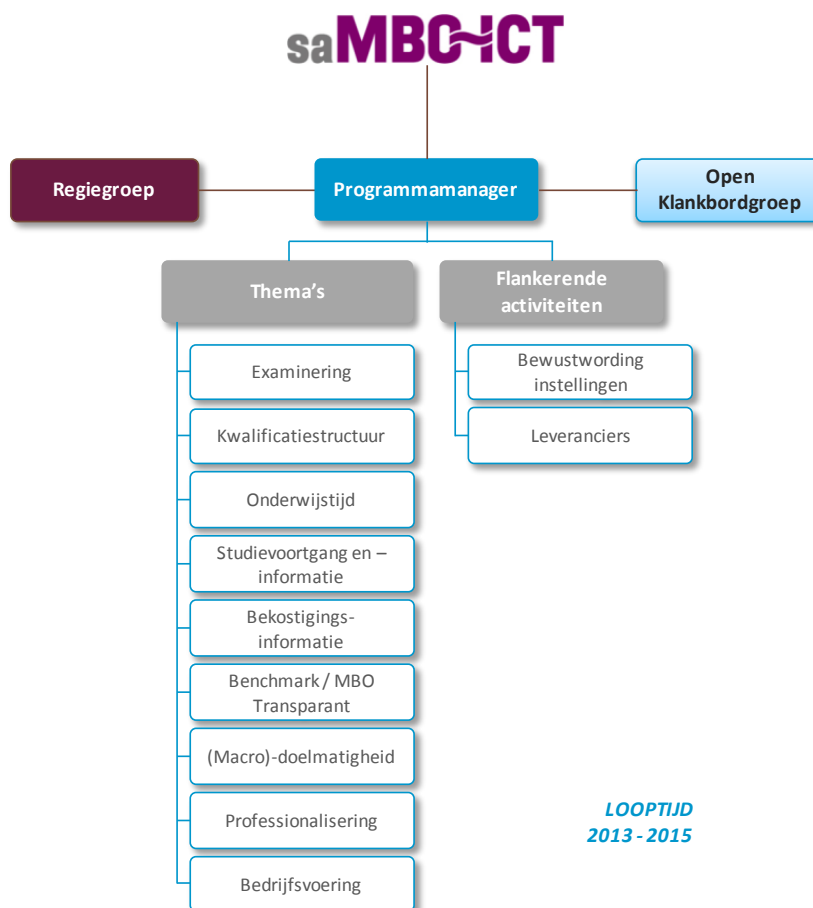 saMBO-ICT
Regiegroep
Programmamanager
Open
Klankbordgroep
Thema's
Flankerende
activiteiten
Examinering
Kwalificatiestructuur
Onderwijstijd
Studievoortgang en –
informatie
Bekostigings-
informatie
Benchmark / MBO
Transparant
(Macro)-doelmatigheid
Professionalisering
Bedrijfsvoering
Bewustwording
instellingen
Leveranciers
LOOPTIJD
2013 - 2015